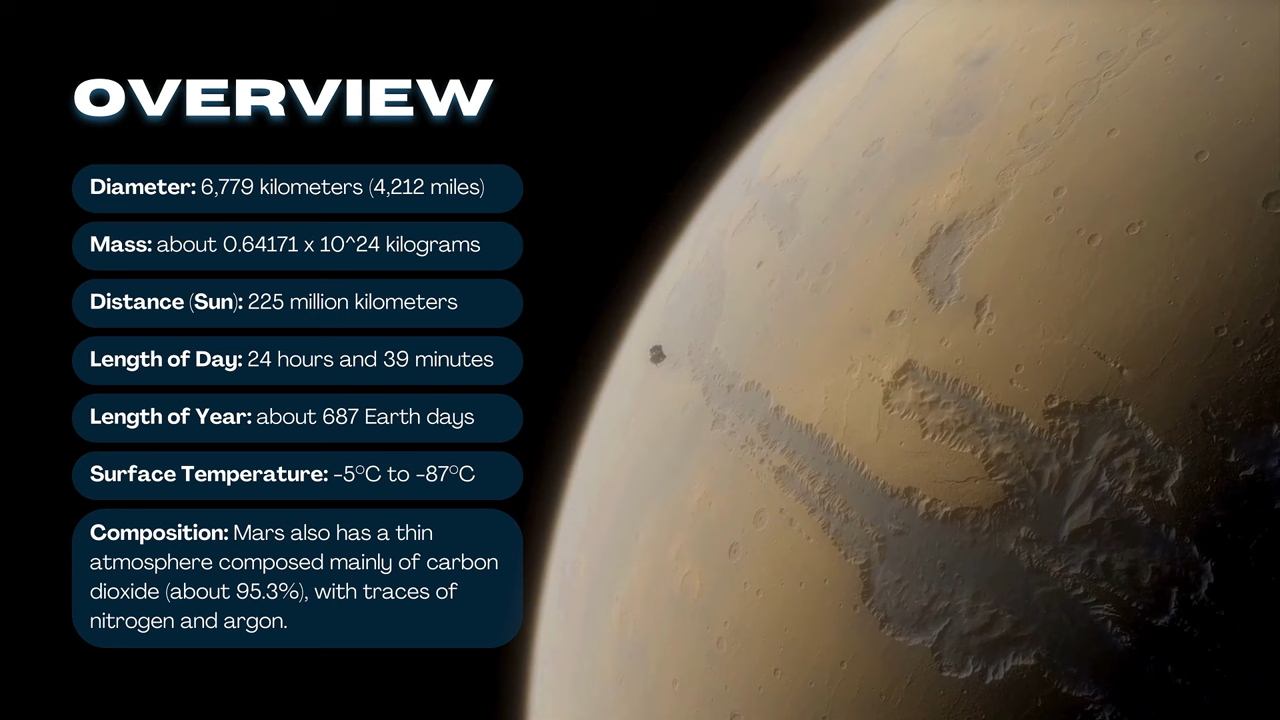 OVERVIEW
Diameter: 6,779 kilometers (4,212 miles)
Mass: about 0.64171 x 10^24 kilograms
Distance (Sun): 225 million kilometers
Length of Day: 24 hours and 39 minutes
Length of Year: about 687 Earth days
Surface Temperature: -5°C to -87°C
Composition: Mars also has a thin
atmosphere composed mainly of carbon
dioxide (about 95.3%), with traces of
nitrogen and argon.